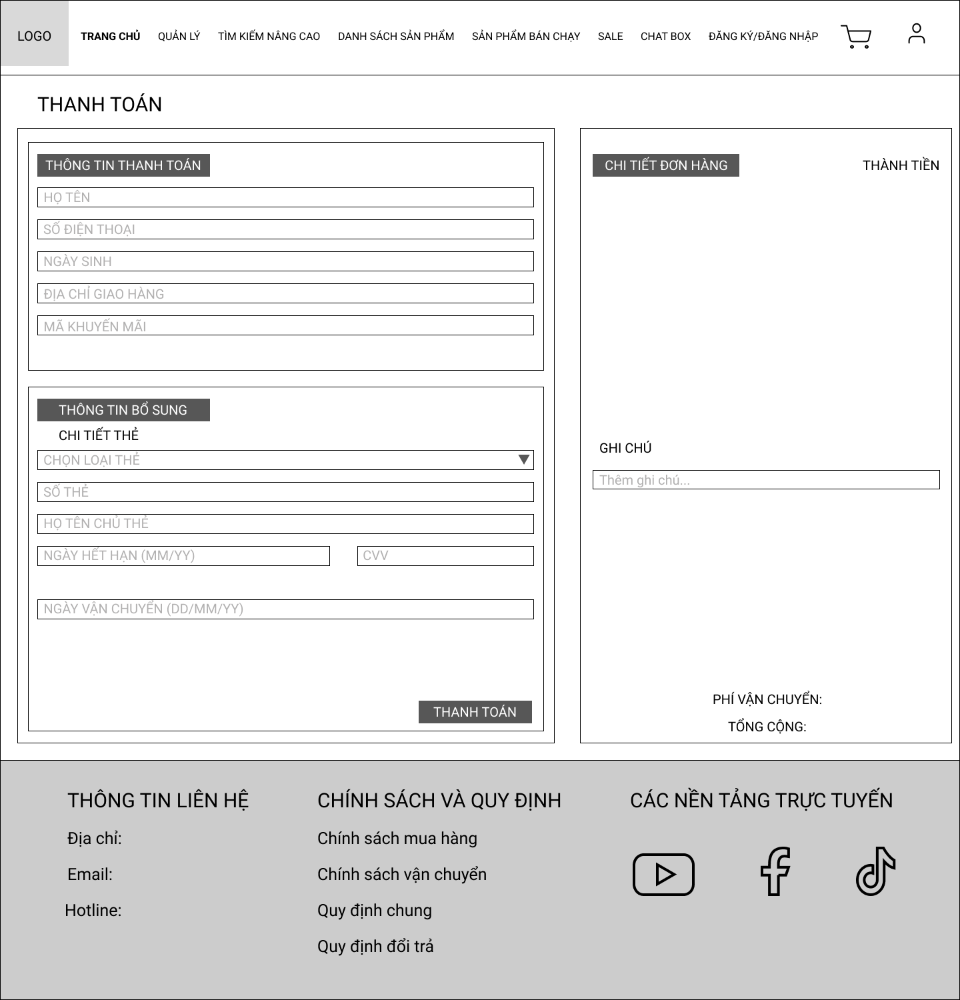 LOGO
TRANG CHỦ
QUẢN LÝ
TÌM KIẾM NÂNG CAO
DANH SÁCH SẢN PHẨM
SẢN PHẨM BÁN CHẠY
SALE
CHAT BOX
ĐĂNG KÝ/ĐĂNG NHẬP
THANH TOÁN
THÔNG TIN THANH TOÁN
HỌ TÊN
SỐ ĐIỆN THOẠI
NGÀY SINH
ĐỊA CHỈ GIAO HÀNG
MÃ KHUYẾN MÃI
THÔNG TIN BỔ SUNG
CHI TIẾT THẺ
CHỌN LOẠI THẺ
SỐ THẺ
HỌ TÊN CHỦ THẺ
NGÀY HẾT HẠN (MM/YY)
CVV
NGÀY VẬN CHUYỂN (DD/MM/YY)
THANH TOÁN
CHI TIẾT ĐƠN HÀNG
THÀNH TIỀN
GHI CHÚ
Thêm ghi chú...
PHÍ VẬN CHUYỂN:
TỔNG CỘNG:
THÔNG TIN LIÊN HỆ
Địa chỉ:
Email:
Hotline:
CHÍNH SÁCH VÀ QUY ĐỊNH
Chính sách mua hàng
Chính sách vận chuyển
Quy định chung
Quy định đổi trả
CÁC NỀN TẢNG TRỰC TUYẾN